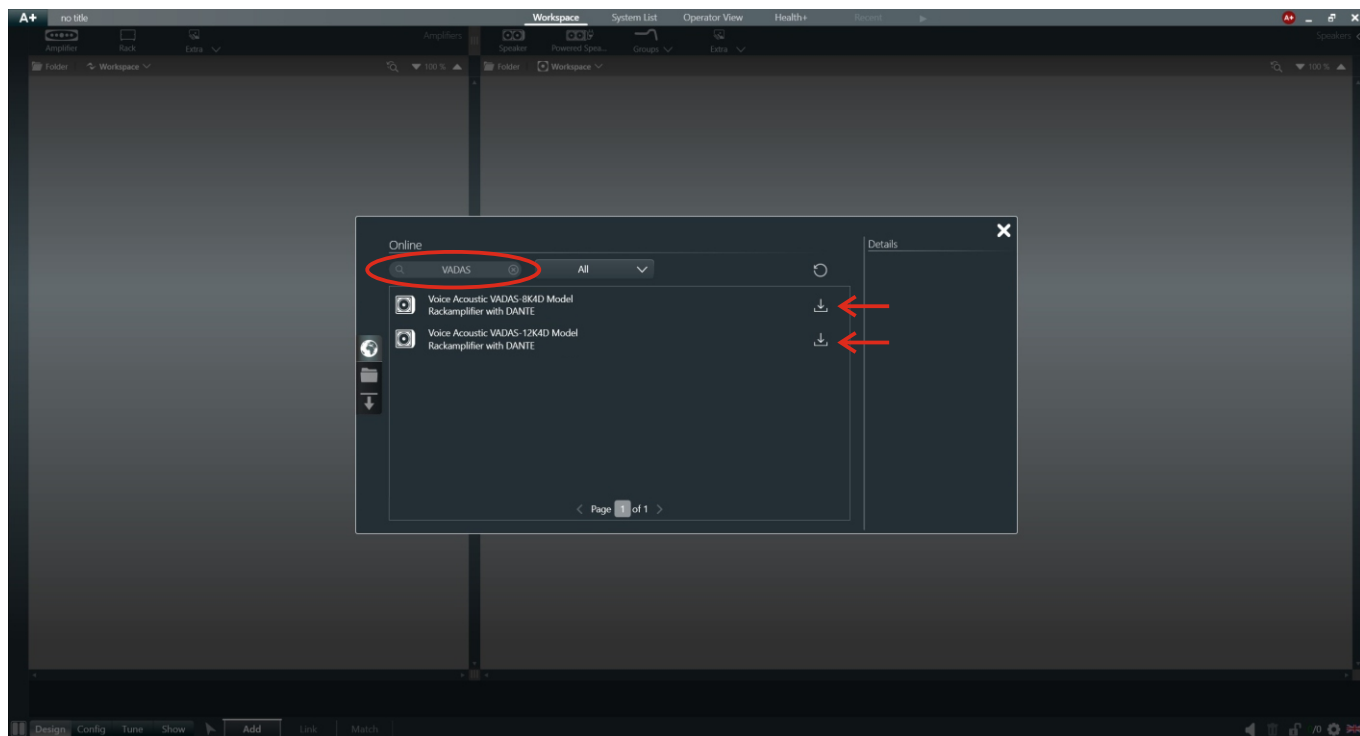 A+ no title Workspace System List Operator View Health+ Recent A+
Amplifier Rack Extra Amplifiers Speaker Powered Spea... Groups Extra Speakers
Folder Workspace 100 % Folder Workspace 100 %
Online
Details
VADAS All
Voice Acoustic VADAS-8K4D Model
Rackamplifier with DANTE
Voice Acoustic VADAS-12K4D Model
Rackamplifier with DANTE
Page 1 of 1
Design Config Tune Show Add Link Match /0